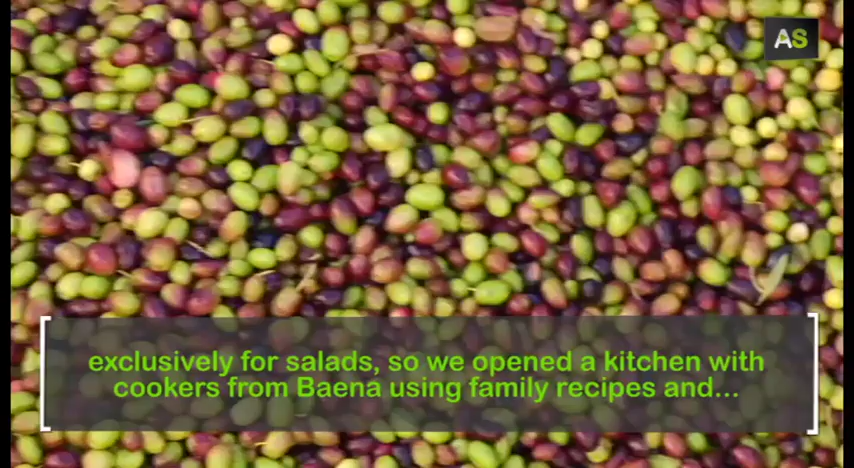 AS
exclusively for salads, so we opened a kitchen with
cookers from Baena using family recipes and...